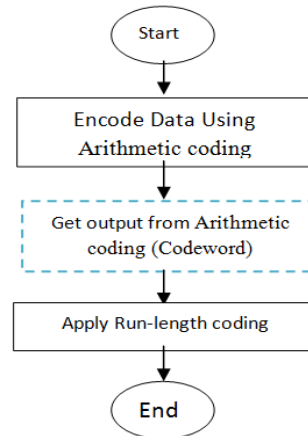 Start
Encode Data Using
Arithmetic coding
Get output from Arithmetic
coding (Codeword)
Apply Run-length coding
End